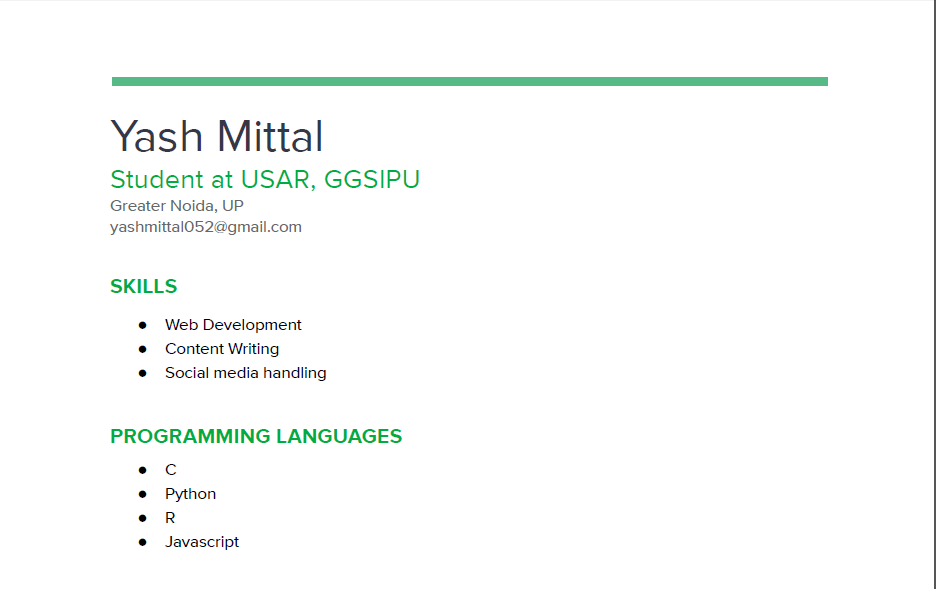 Yash Mittal
Student at USAR, GGSIPU
Greater Noida, UP
yashmittal052@gmail.com
SKILLS
● Web Development
● Content Writing
● Social media handling
PROGRAMMING LANGUAGES
● C
● Python
● R
● Javascript